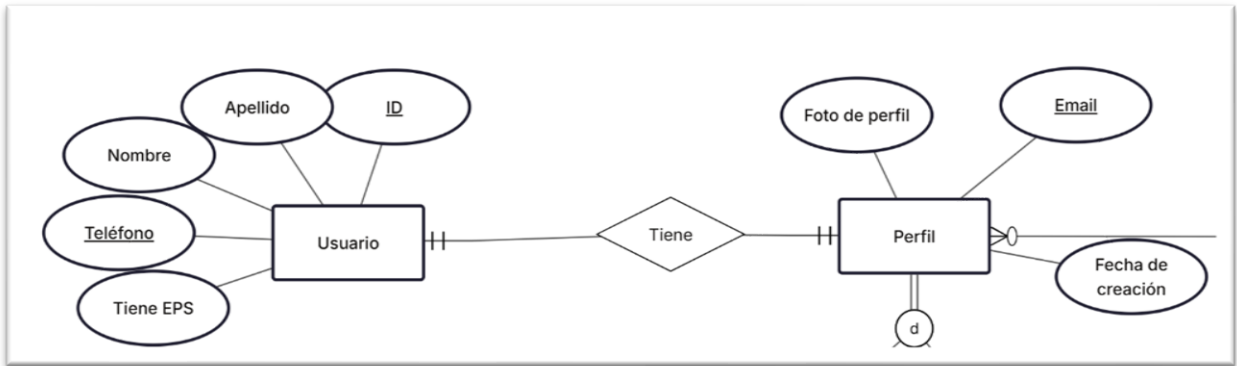 Apellido
ID
Foto de perfil
Email
Nombre
Teléfono
Usuario
Tiene
Perfil
Tiene EPS
Fecha de
creación
d